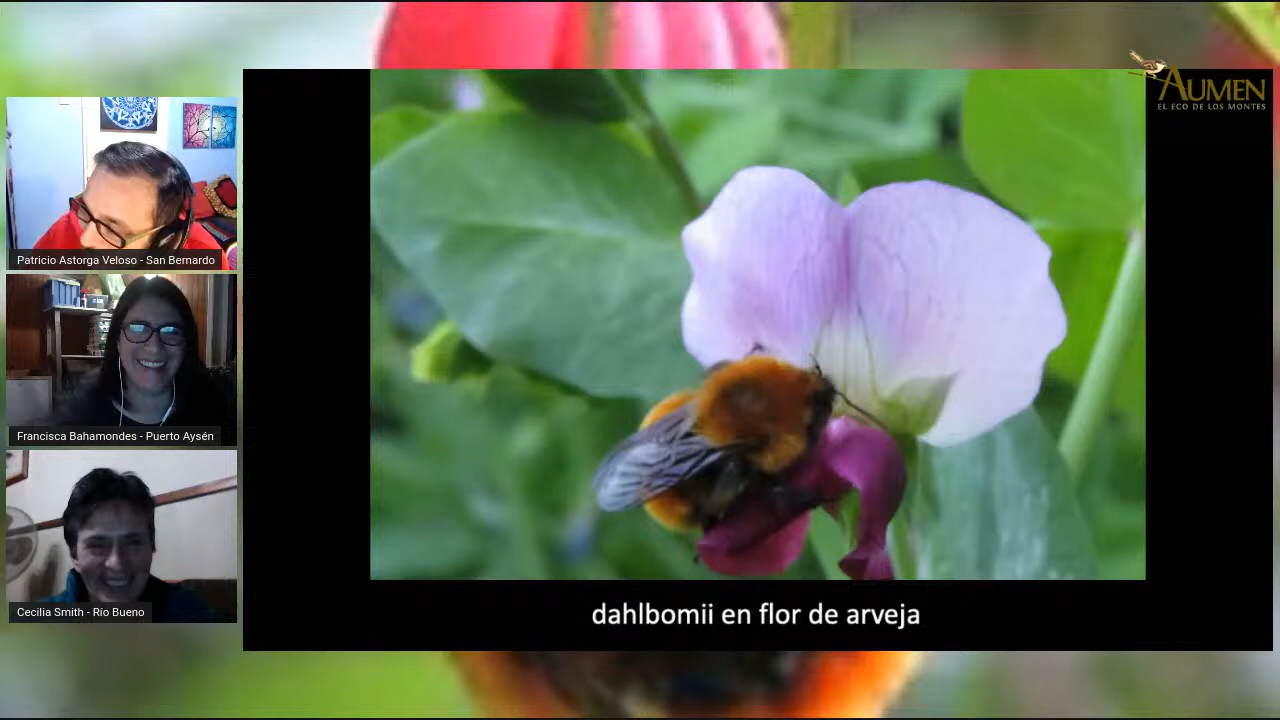 AUMEN
EL ECO DE LOS MONTES
Patricio Astorga Veloso - San Bernardo
Francisca Bahamondes - Puerto Aysén
Cecilia Smith - Río Bueno
dahlbomii en flor de arveja